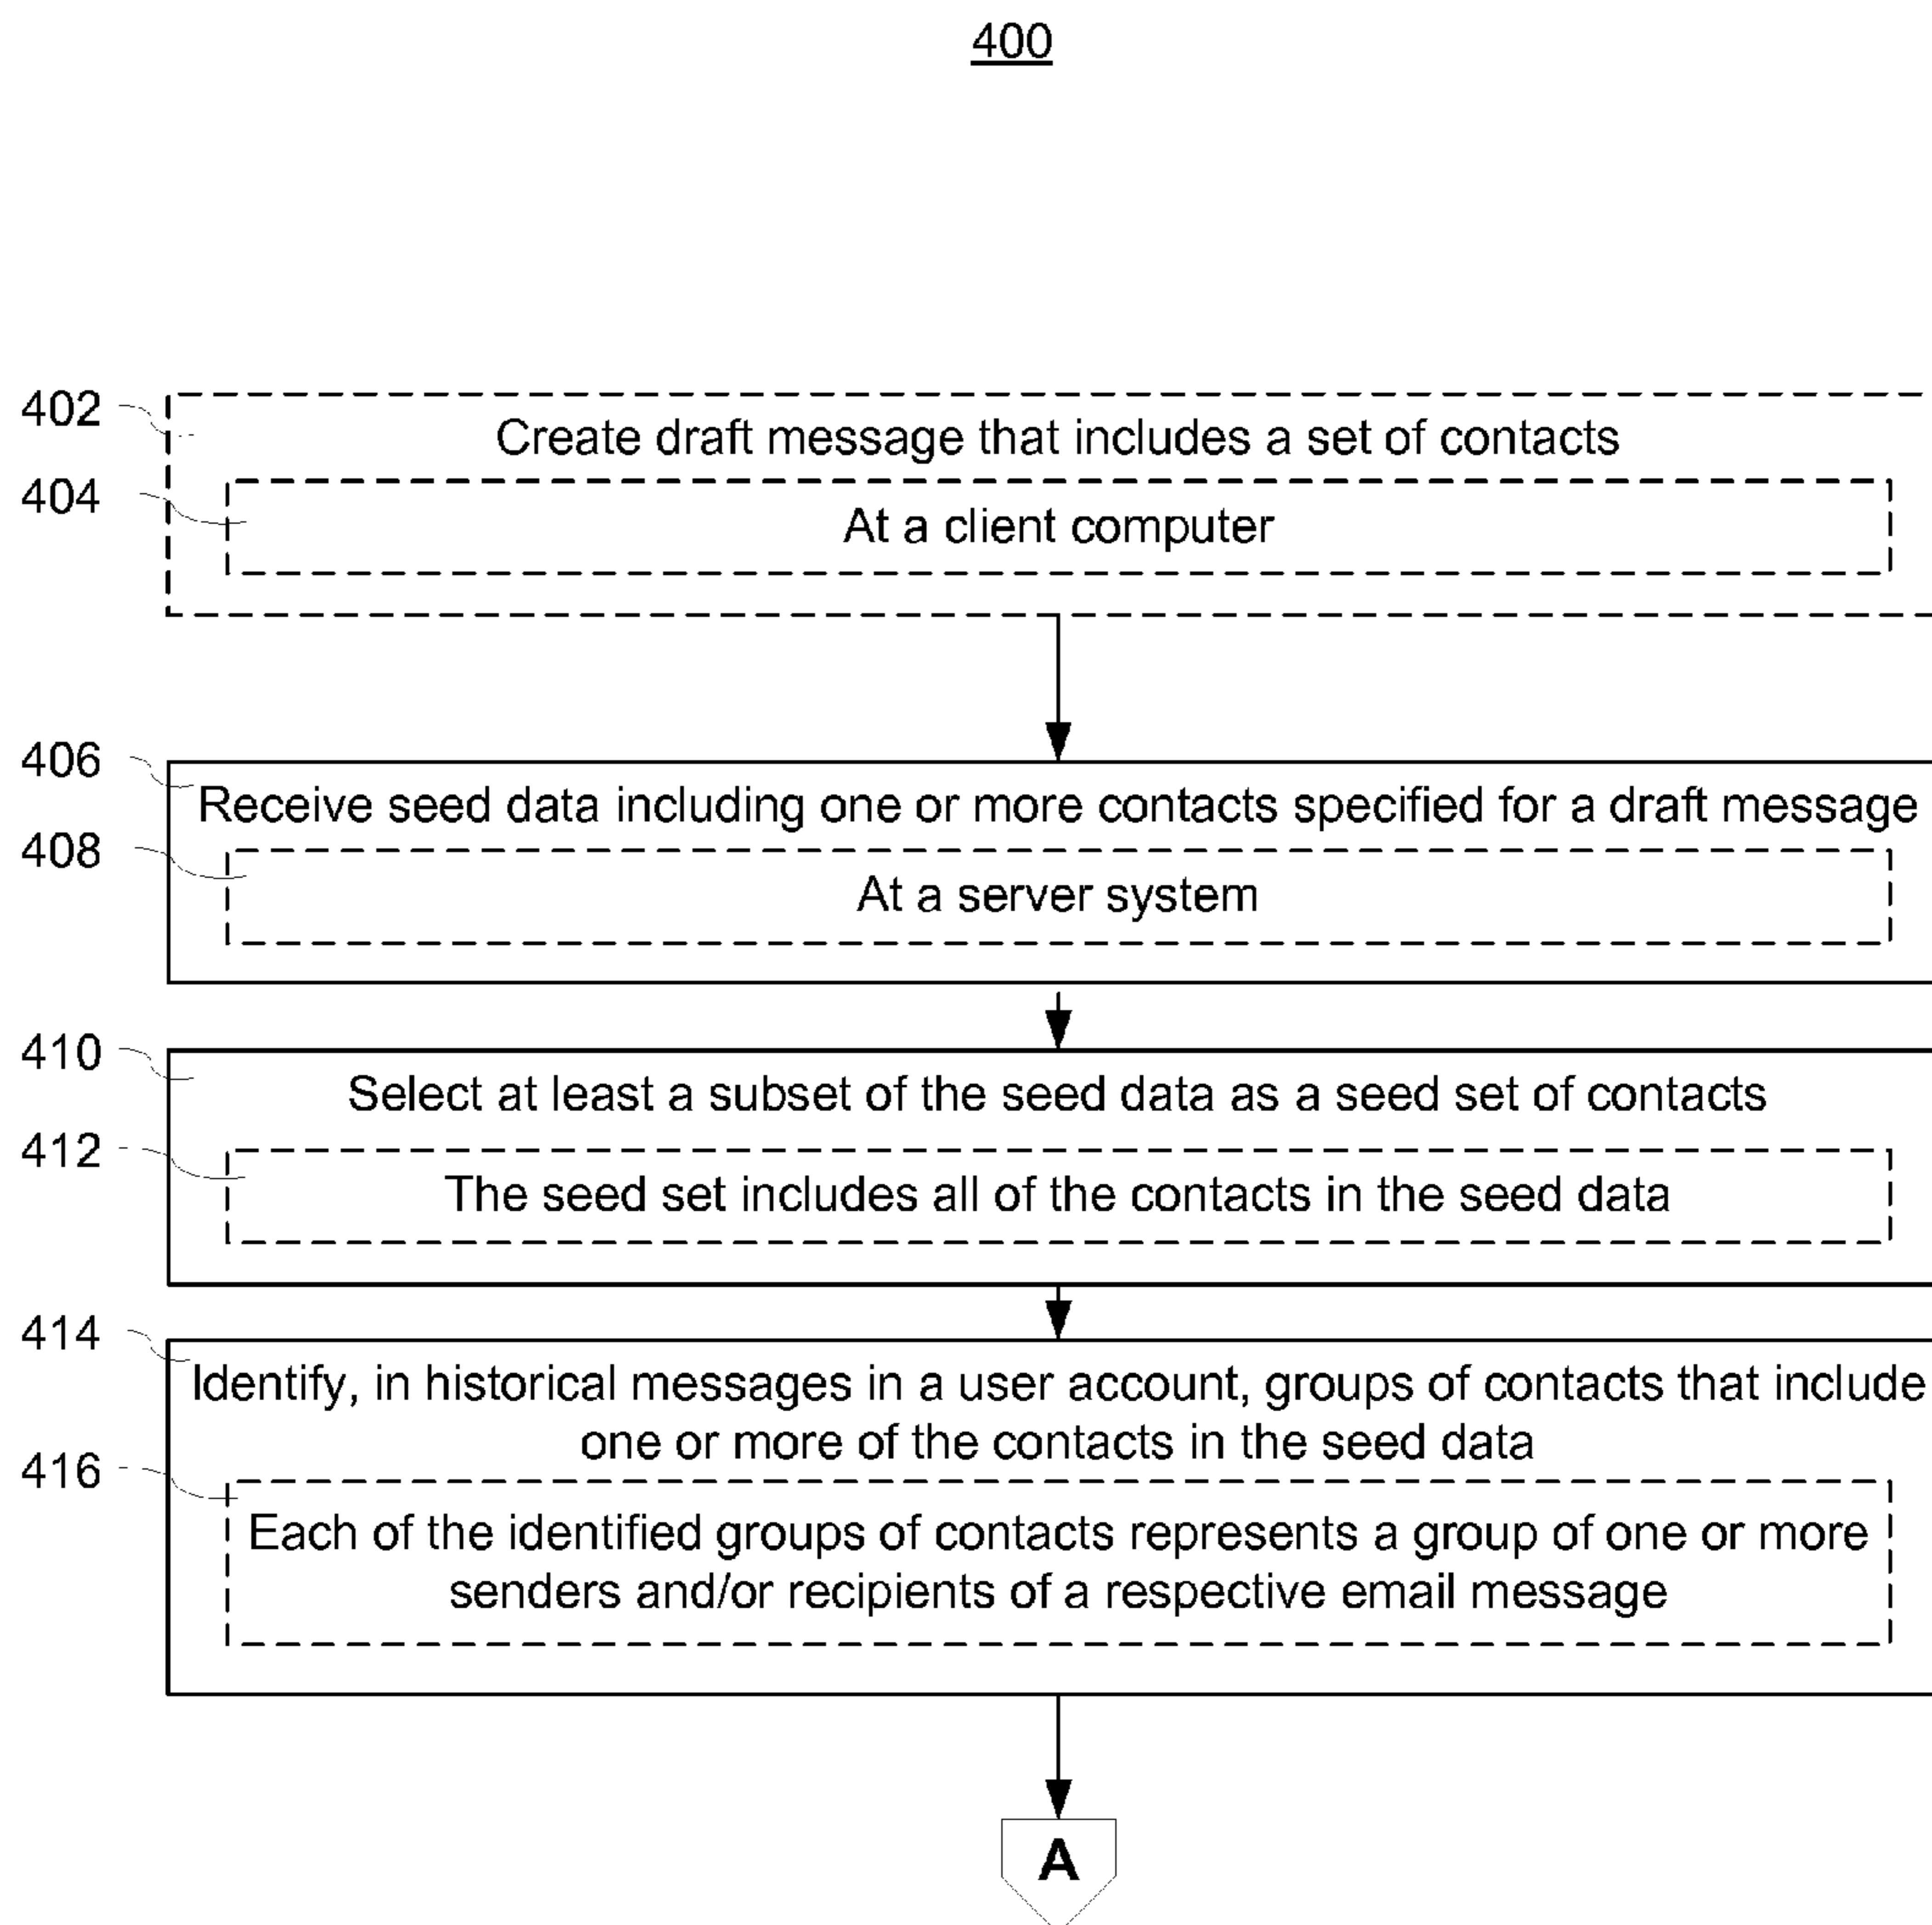 400
402
Create draft message that includes a set of contacts
404
At a client computer
406
Receive seed data including one or more contacts specified for a draft message
408
At a server system
410
Select at least a subset of the seed data as a seed set of contacts
412
The seed set includes all of the contacts in the seed data
414
Identify, in historical messages in a user account, groups of contacts that include
one or more of the contacts in the seed data
416
Each of the identified groups of contacts represents a group of one or more
senders and/or recipients of a respective email message
A